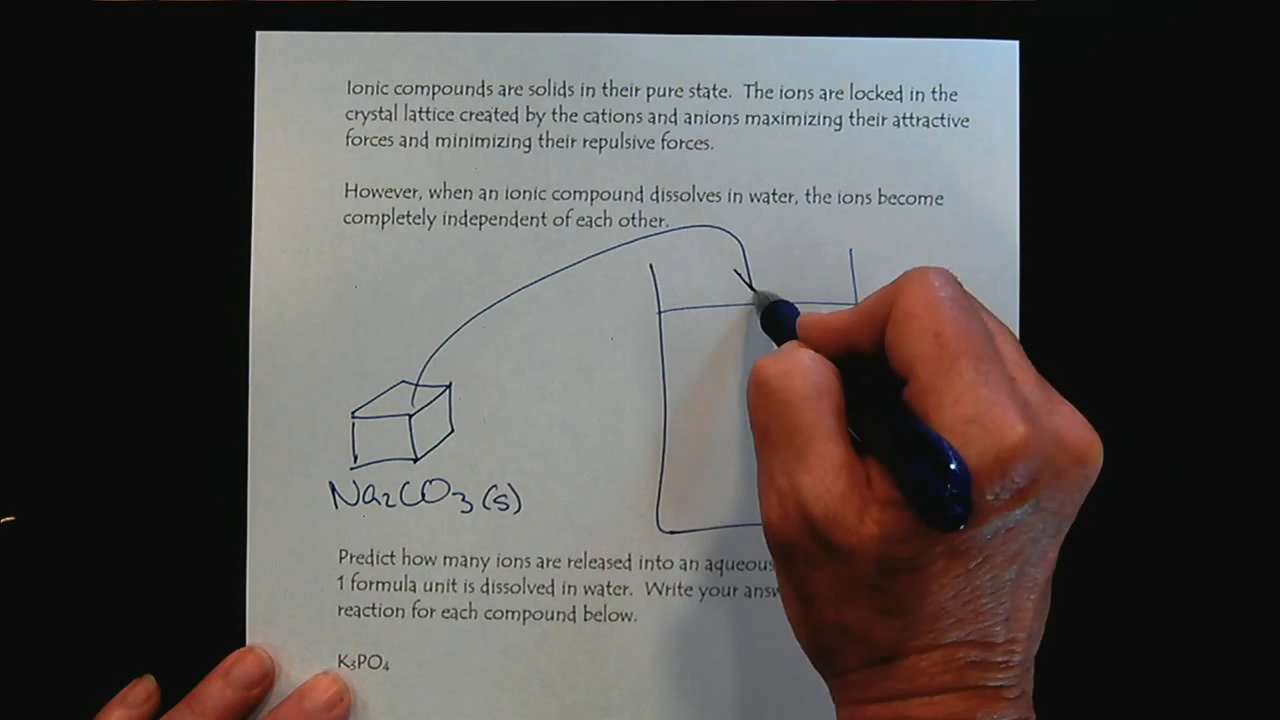 Ionic compounds are solids in their pure state. The ions are locked in the
crystal lattice created by the cations and anions maximizing their attractive
forces and minimizing their repulsive forces.
However, when an ionic compound dissolves in water, the ions become
completely independent of each other.
Na₂CO₃(s)
Predict how many ions are released into an aqueous
1 formula unit is dissolved in water. Write your
reaction for each compound below.
K₃PO₄